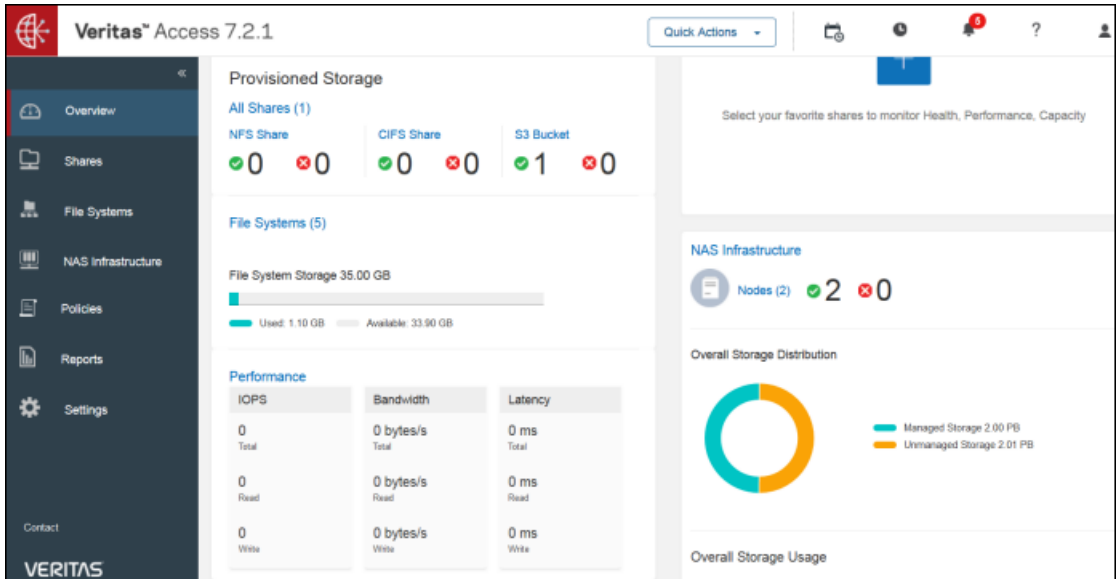 Veritas™ Access 7.2.1
Quick Actions
5
?
«
Overview
Shares
File Systems
NAS Infrastructure
Policies
Reports
Settings
Contact
VERITAS
Provisioned Storage
All Shares (1)
NFS Share CIFS Share S3 Bucket
0 0 0 0 1 0
File Systems (5)
File System Storage 35.00 GB
Used: 1.10 GB Available: 33.90 GB
Performance
IOPS Bandwidth Latency
0 0 bytes/s 0 ms
Total Total Total
0 0 bytes/s 0 ms
Read Read Read
0 0 bytes/s 0 ms
Write Write Write
Select your favorite shares to monitor Health, Performance, Capacity
NAS Infrastructure
Nodes (2) 2 0
Overall Storage Distribution
Managed Storage 2.00 PB
Unmanaged Storage 2.01 PB
Overall Storage Usage